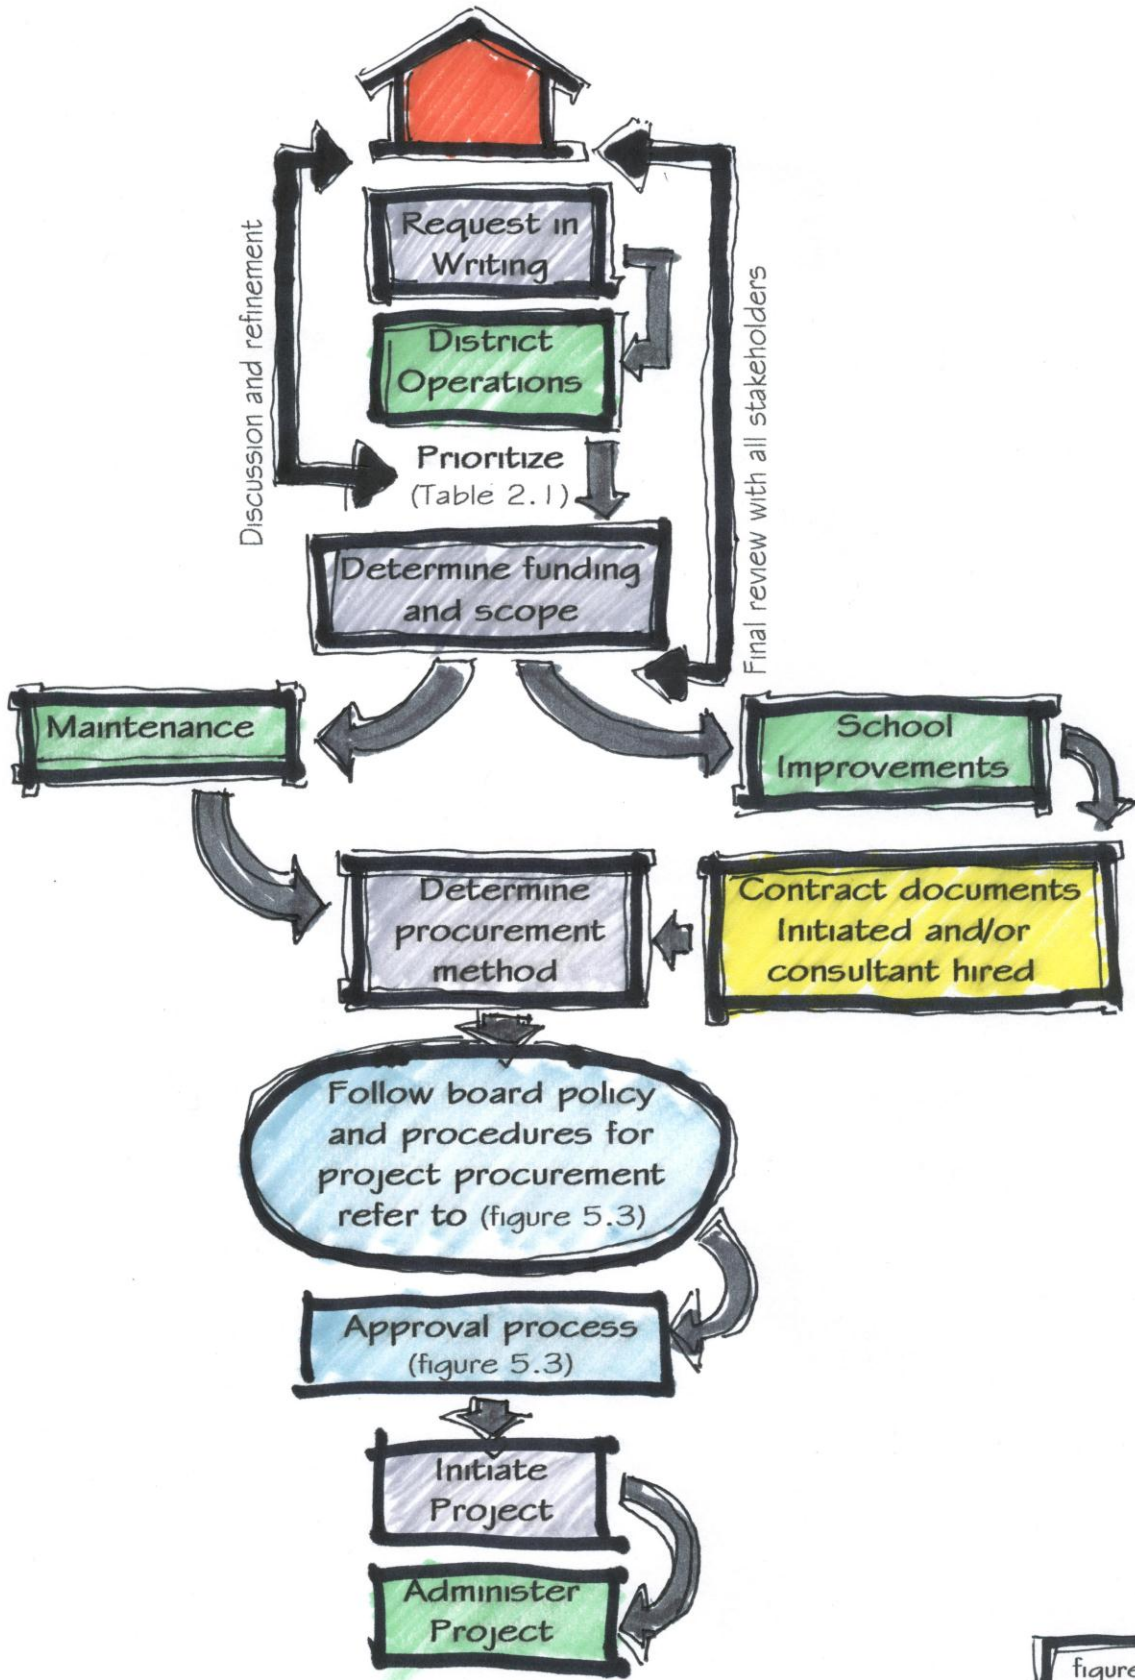 Request in
Writing
District
Operations
Discussion and refinement
Prioritize
(Table 2.1)
Final review with all stakeholders
Determine funding
and scope
Maintenance
School
Improvements
Determine
procurement
method
Contract documents
Initiated and/or
consultant hired
Follow board policy
and procedures for
project procurement
refer to (figure 5.3)
Approval process
(figure 5.3)
Initiate
Project
Administer
Project
figure